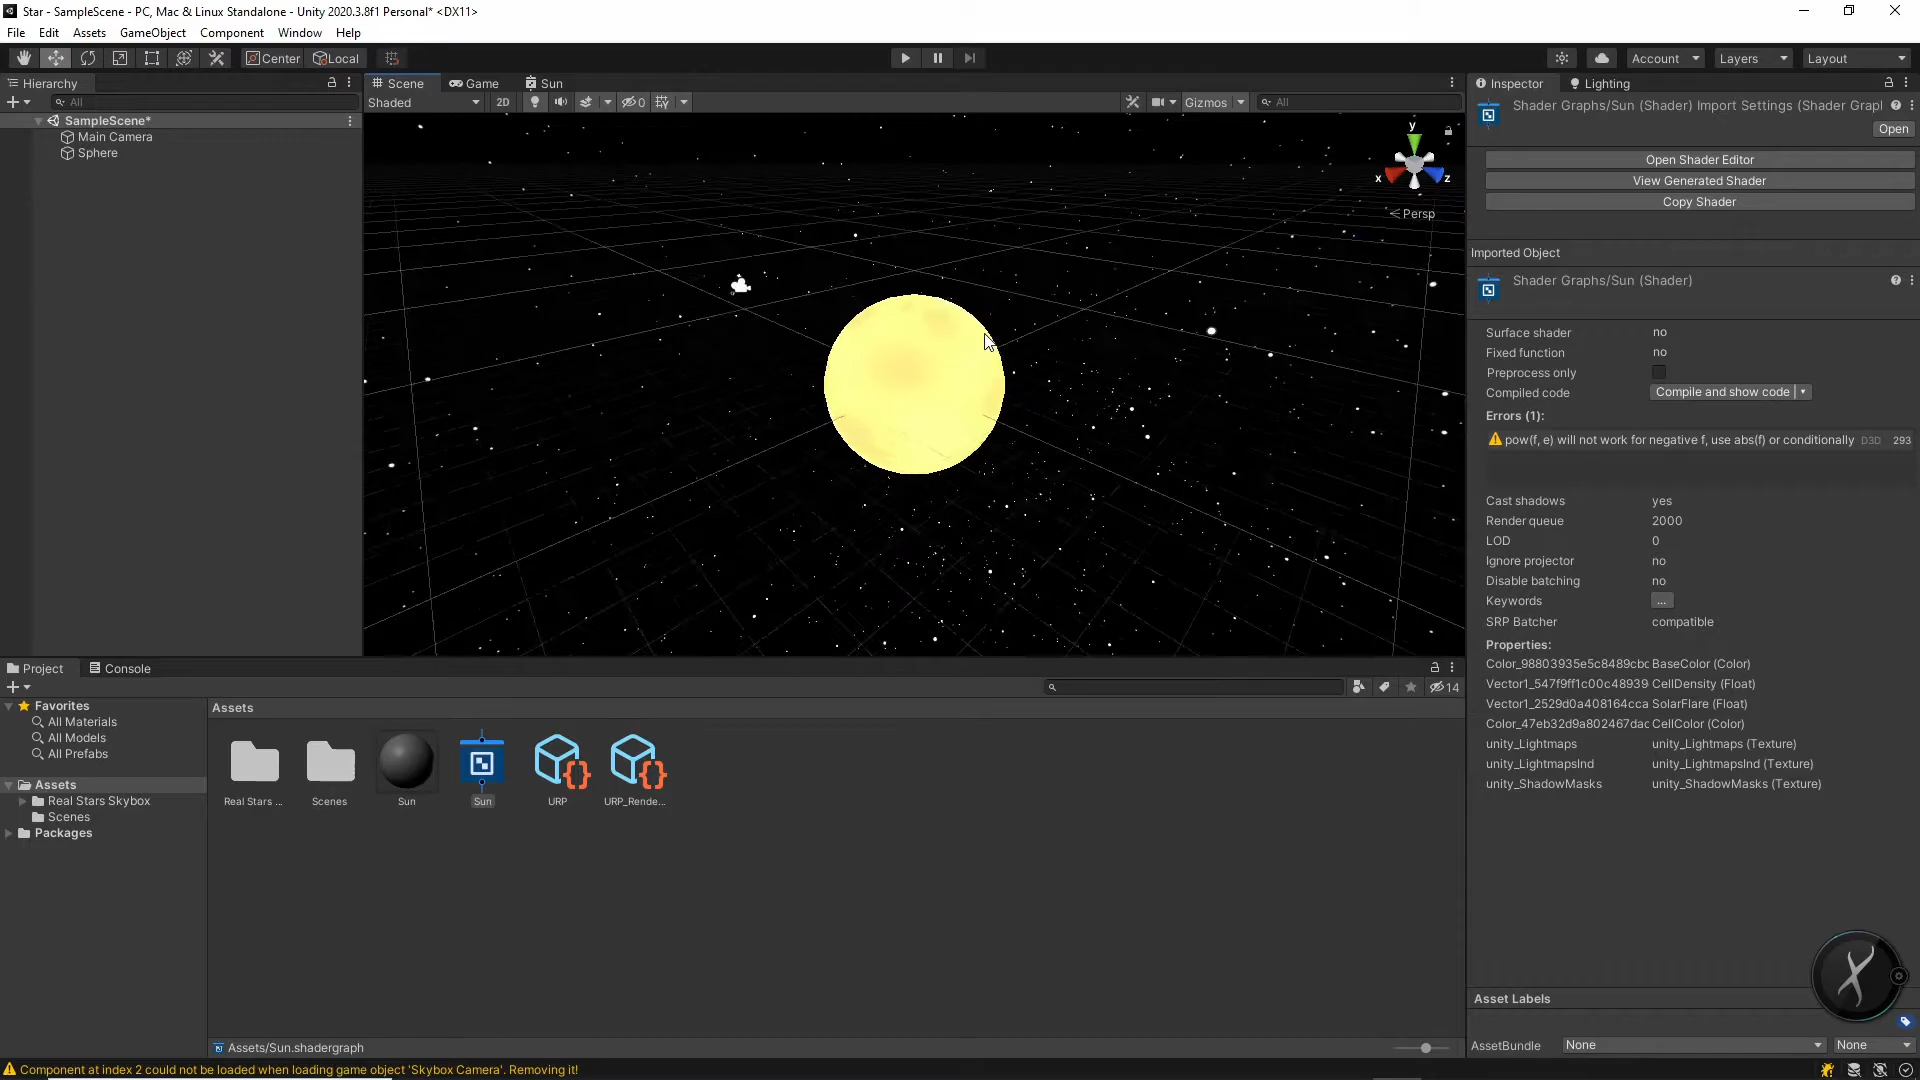 Star - SampleScene - PC, Mac & Linux Standalone - Unity 2020.3.8f1 Personal* <DX11>
File Edit Assets GameObject Component Window Help
Center Local Account Layers Layout
Hierarchy
All
SampleScene*
Main Camera
Sphere
Scene Game Sun
Shaded 2D 0 Gizmos All
y
x z
Persp
Inspector Lighting
Shader Graphs/Sun (Shader) Import Settings (Shader Grapl
Open
Open Shader Editor
View Generated Shader
Copy Shader
Imported Object
Shader Graphs/Sun (Shader)
Surface shader no
Fixed function no
Preprocess only
Compiled code Compile and show code
Errors (1):
pow(f, e) will not work for negative f, use abs(f) or conditionally D3D 293
Cast shadows yes
Render queue 2000
LOD 0
Ignore projector no
Disable batching no
Keywords ...
SRP Batcher compatible
Properties:
Color_98803935e5c8489cbc BaseColor (Color)
Vector1_547f9ff1c00c48939 CellDensity (Float)
Vector1_2529d0a408164cca SolarFlare (Float)
Color_47eb32d9a802467dac CellColor (Color)
unity_Lightmaps unity_Lightmaps (Texture)
unity_LightmapsInd unity_LightmapsInd (Texture)
unity_ShadowMasks unity_ShadowMasks (Texture)
Asset Labels
AssetBundle None None
Project Console
14
Favorites
All Materials
All Models
All Prefabs
Assets
Real Stars Skybox
Scenes
Packages
Assets
Real Stars ... Scenes Sun Sun URP URP_Rende...
Assets/Sun.shadergraph
Component at index 2 could not be loaded when loading game object 'Skybox Camera'. Removing it!